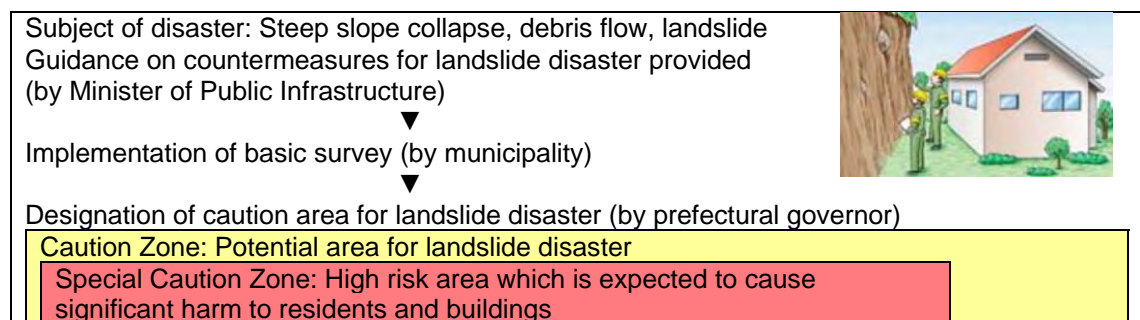 Subject of disaster: Steep slope collapse, debris flow, landslide
Guidance on countermeasures for landslide disaster provided
(by Minister of Public Infrastructure)
▼
Implementation of basic survey (by municipality)
▼
Designation of caution area for landslide disaster (by prefectural governor)
Caution Zone: Potential area for landslide disaster
Special Caution Zone: High risk area which is expected to cause
significant harm to residents and buildings